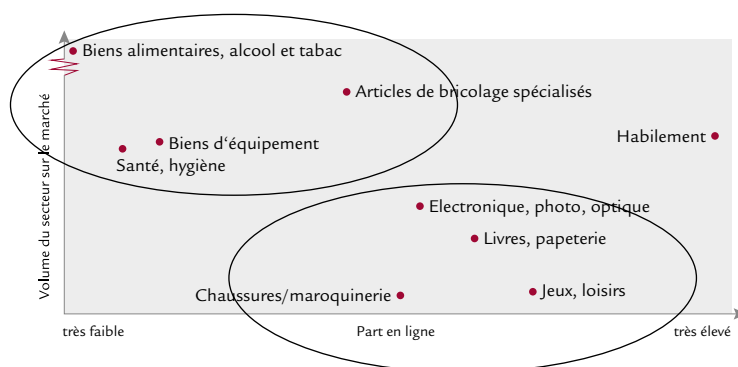 Biens alimentaires, alcool et tabac
Articles de bricolage spécialisés
Habilement
Biens d'équipement
Santé, hygiène
Electronique, photo, optique
Livres, papeterie
Chaussures/maroquinerie
Jeux, loisirs
Volume du secteur sur le marché
très faible
Part en ligne
très élevé